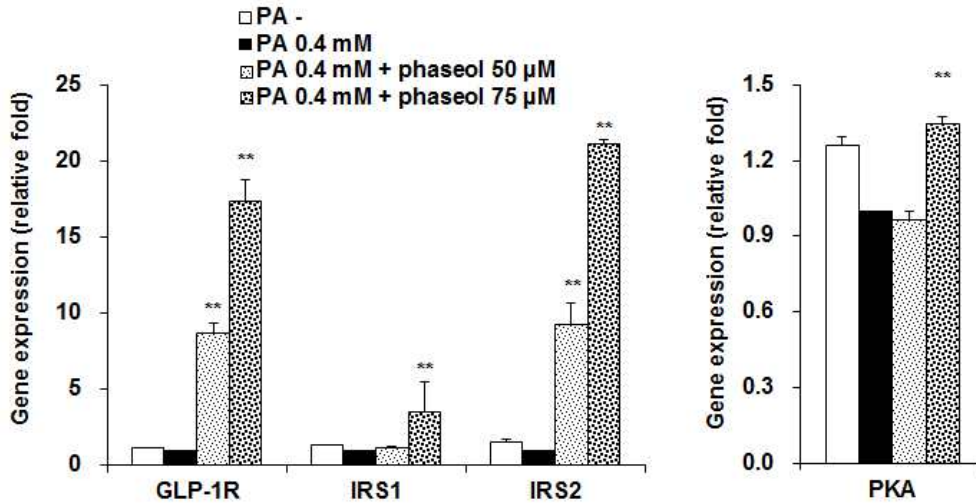 PA -
PA 0.4 mM
PA 0.4 mM + phaseol 50 µM
PA 0.4 mM + phaseol 75 µM
Gene expression (relative fold)
25
20
15
10
5
0
**
**
**
**
**
GLP-1R IRS1 IRS2
Gene expression (relative fold)
1.5
1.2
0.9
0.6
0.3
0.0
**
PKA